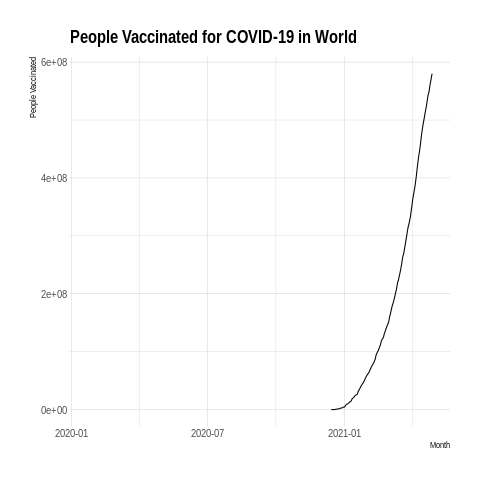 People Vaccinated for COVID-19 in World
People Vaccinated
6e+08
4e+08
2e+08
0e+00
2020-01
2020-07
2021-01
Month